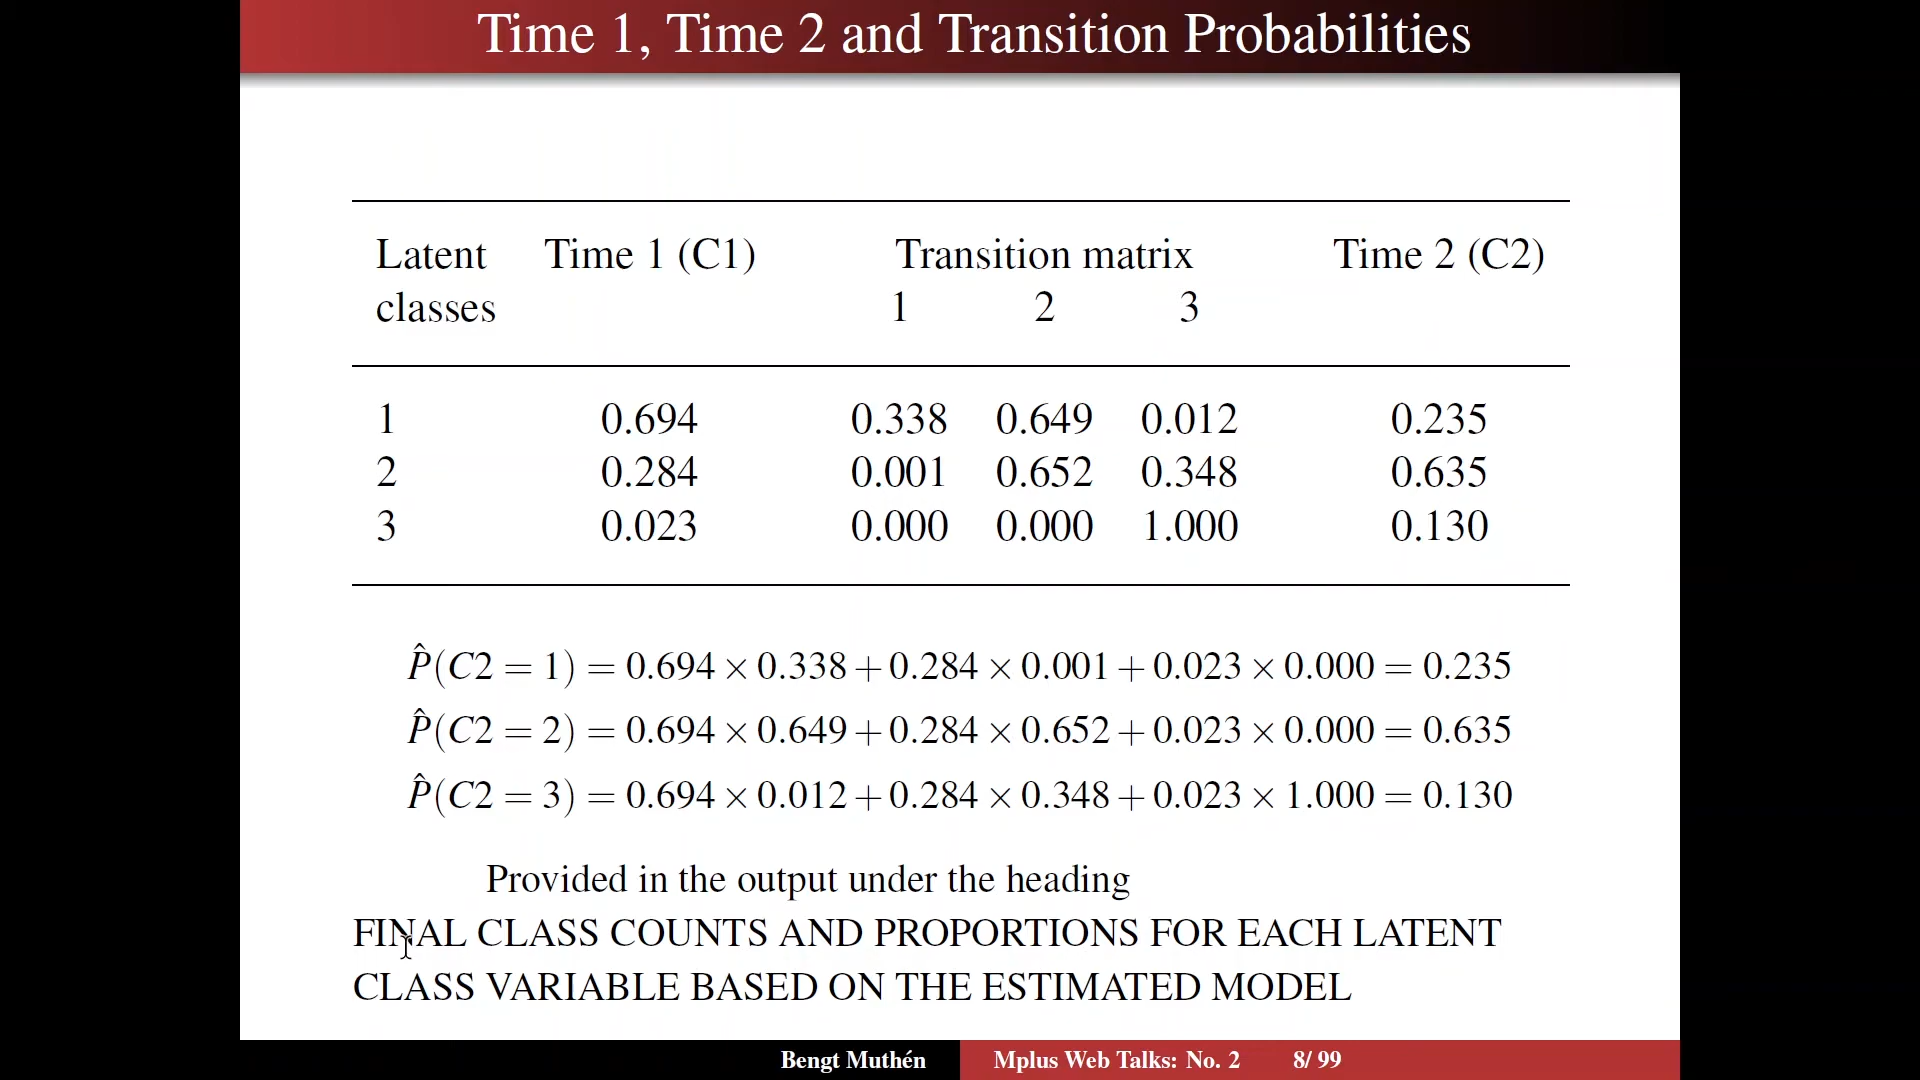 Time 1, Time 2 and Transition Probabilities
Latent Time 1 (C1) Transition matrix Time 2 (C2)
classes 1 2 3
1 0.694 0.338 0.649 0.012 0.235
2 0.284 0.001 0.652 0.348 0.635
3 0.023 0.000 0.000 1.000 0.130
P̂(C2 = 1) = 0.694 × 0.338 + 0.284 × 0.001 + 0.023 × 0.000 = 0.235
P̂(C2 = 2) = 0.694 × 0.649 + 0.284 × 0.652 + 0.023 × 0.000 = 0.635
P̂(C2 = 3) = 0.694 × 0.012 + 0.284 × 0.348 + 0.023 × 1.000 = 0.130
Provided in the output under the heading
FINAL CLASS COUNTS AND PROPORTIONS FOR EACH LATENT
CLASS VARIABLE BASED ON THE ESTIMATED MODEL
Bengt Muthén Mplus Web Talks: No. 2 8/ 99